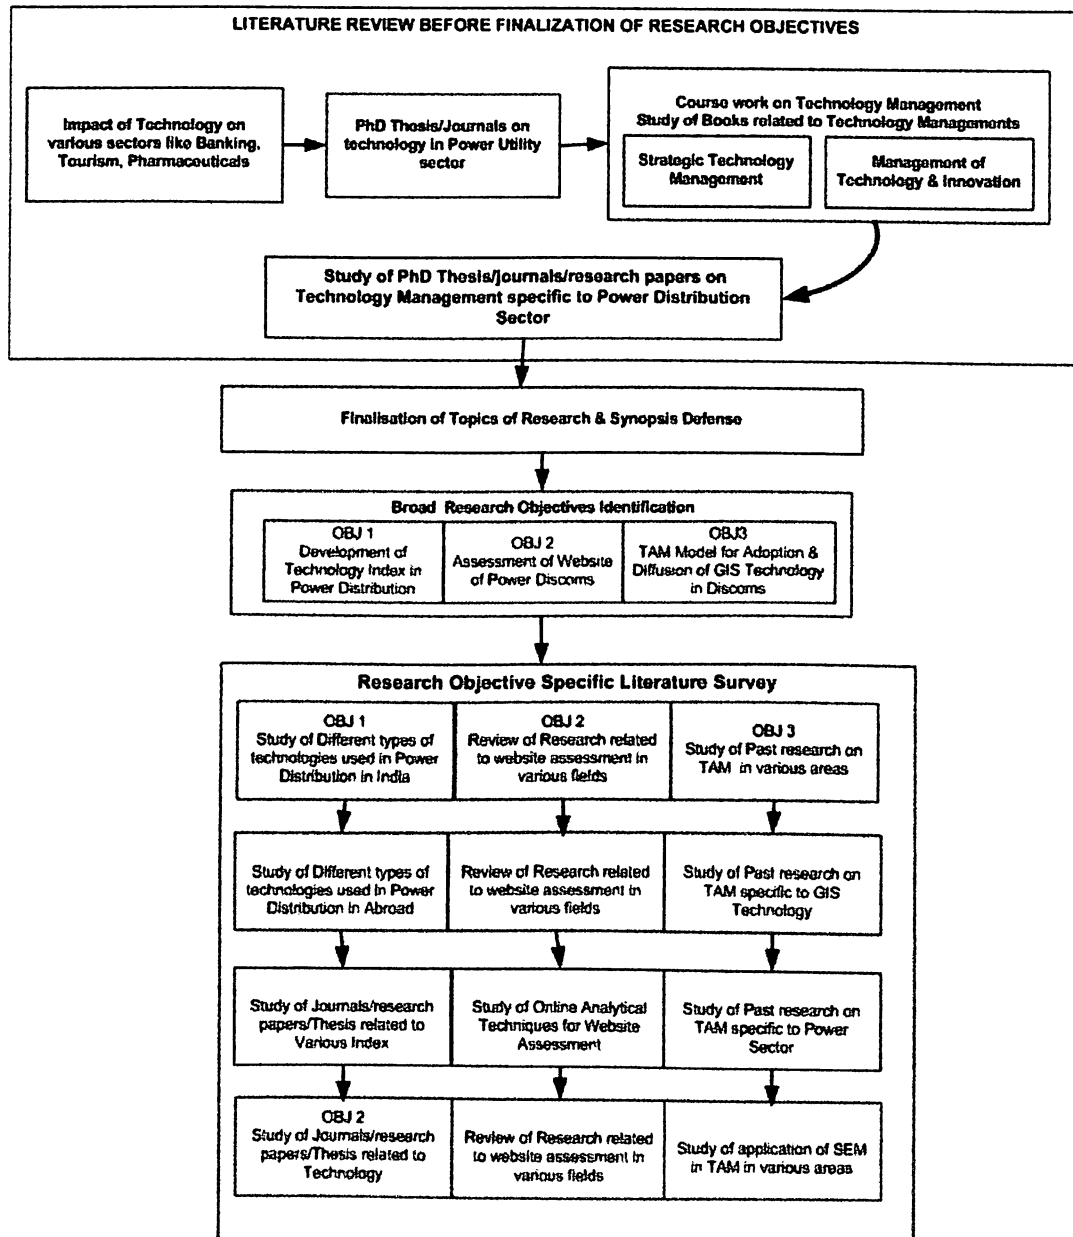 LITERATURE REVIEW BEFORE FINALIZATION OF RESEARCH OBJECTIVES
Impact of Technology on
various sectors like Banking,
Tourism, Pharmaceuticals
PhD Thesis/Journals on
technology in Power Utility
sector
Course work on Technology Management
Study of Books related to Technology Managements
Strategic Technology
Management
Management of
Technology & Innovation
Study of PhD Thesis/journals/research papers on
Technology Management specific to Power Distribution
Sector
Finalisation of Topics of Research & Synopsis Defense
Broad Research Objectives Identification
OBJ 1
Development of
Technology Index in
Power Distribution
OBJ 2
Assessment of Website
of Power Discoms
OBJ3
TAM Model for Adoption &
Diffusion of GIS Technology
in Discoms
Research Objective Specific Literature Survey
OBJ 1
Study of Different types of
technologies used in Power
Distribution in India
OBJ 2
Review of Research related
to website assessment in
various fields
OBJ 3
Study of Past research on
TAM in various areas
Study of Different types of
technologies used in Power
Distribution in Abroad
Review of Research related
to website assessment in
various fields
Study of Past research on
TAM specific to GIS
Technology
Study of Journals/research
papers/Thesis related to
Various Index
Study of Online Analytical
Techniques for Website
Assessment
Study of Past research on
TAM specific to Power
Sector
OBJ 2
Study of Journals/research
papers/Thesis related to
Technology
Review of Research related
to website assessment in
various fields
Study of application of SEM
in TAM in various areas